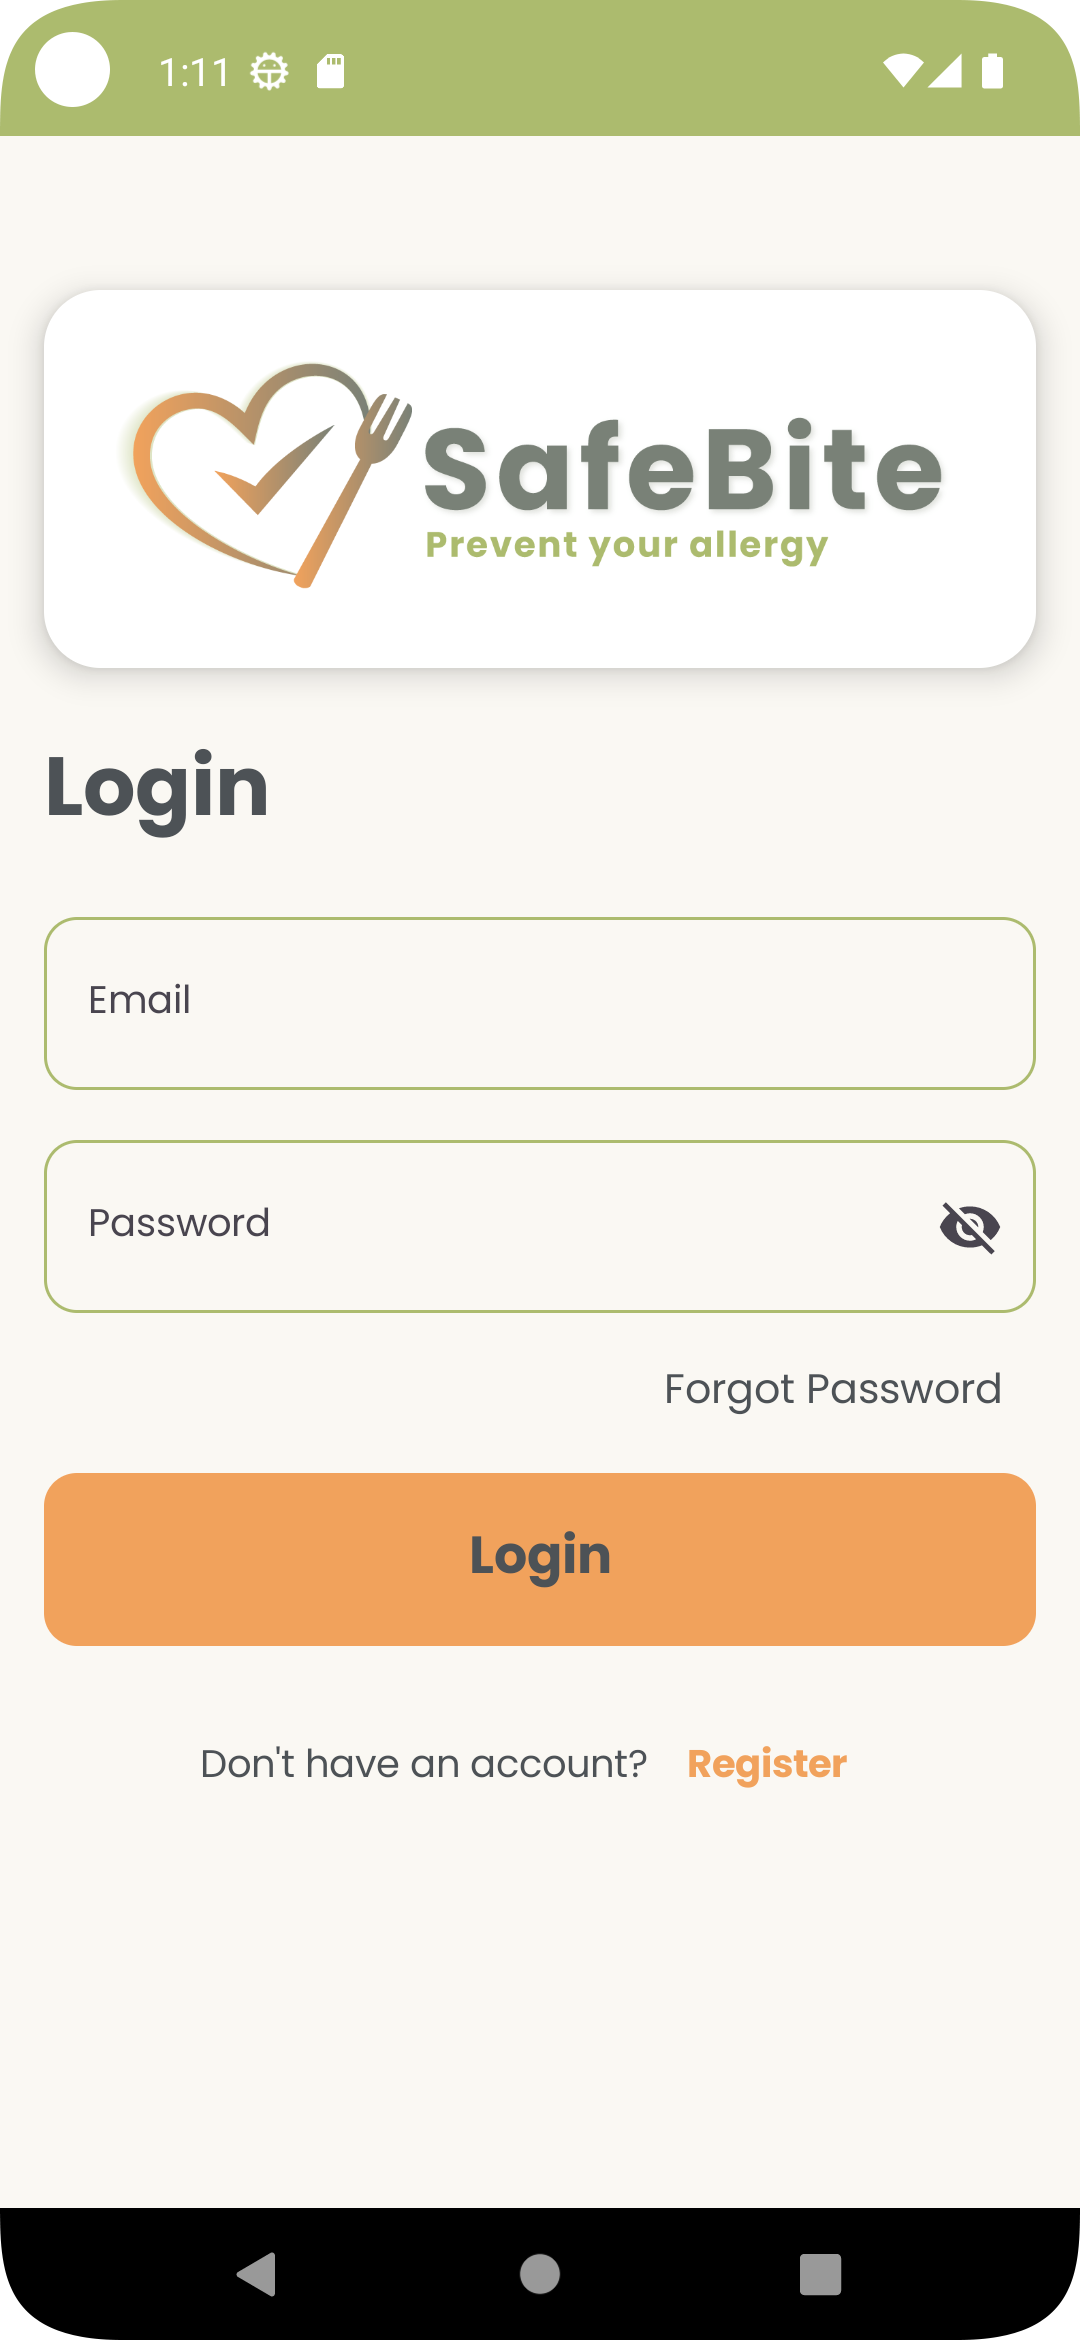 1:11
SafeBite
Prevent your allergy
Login
Email
Password
Forgot Password
Login
Don't have an account? Register